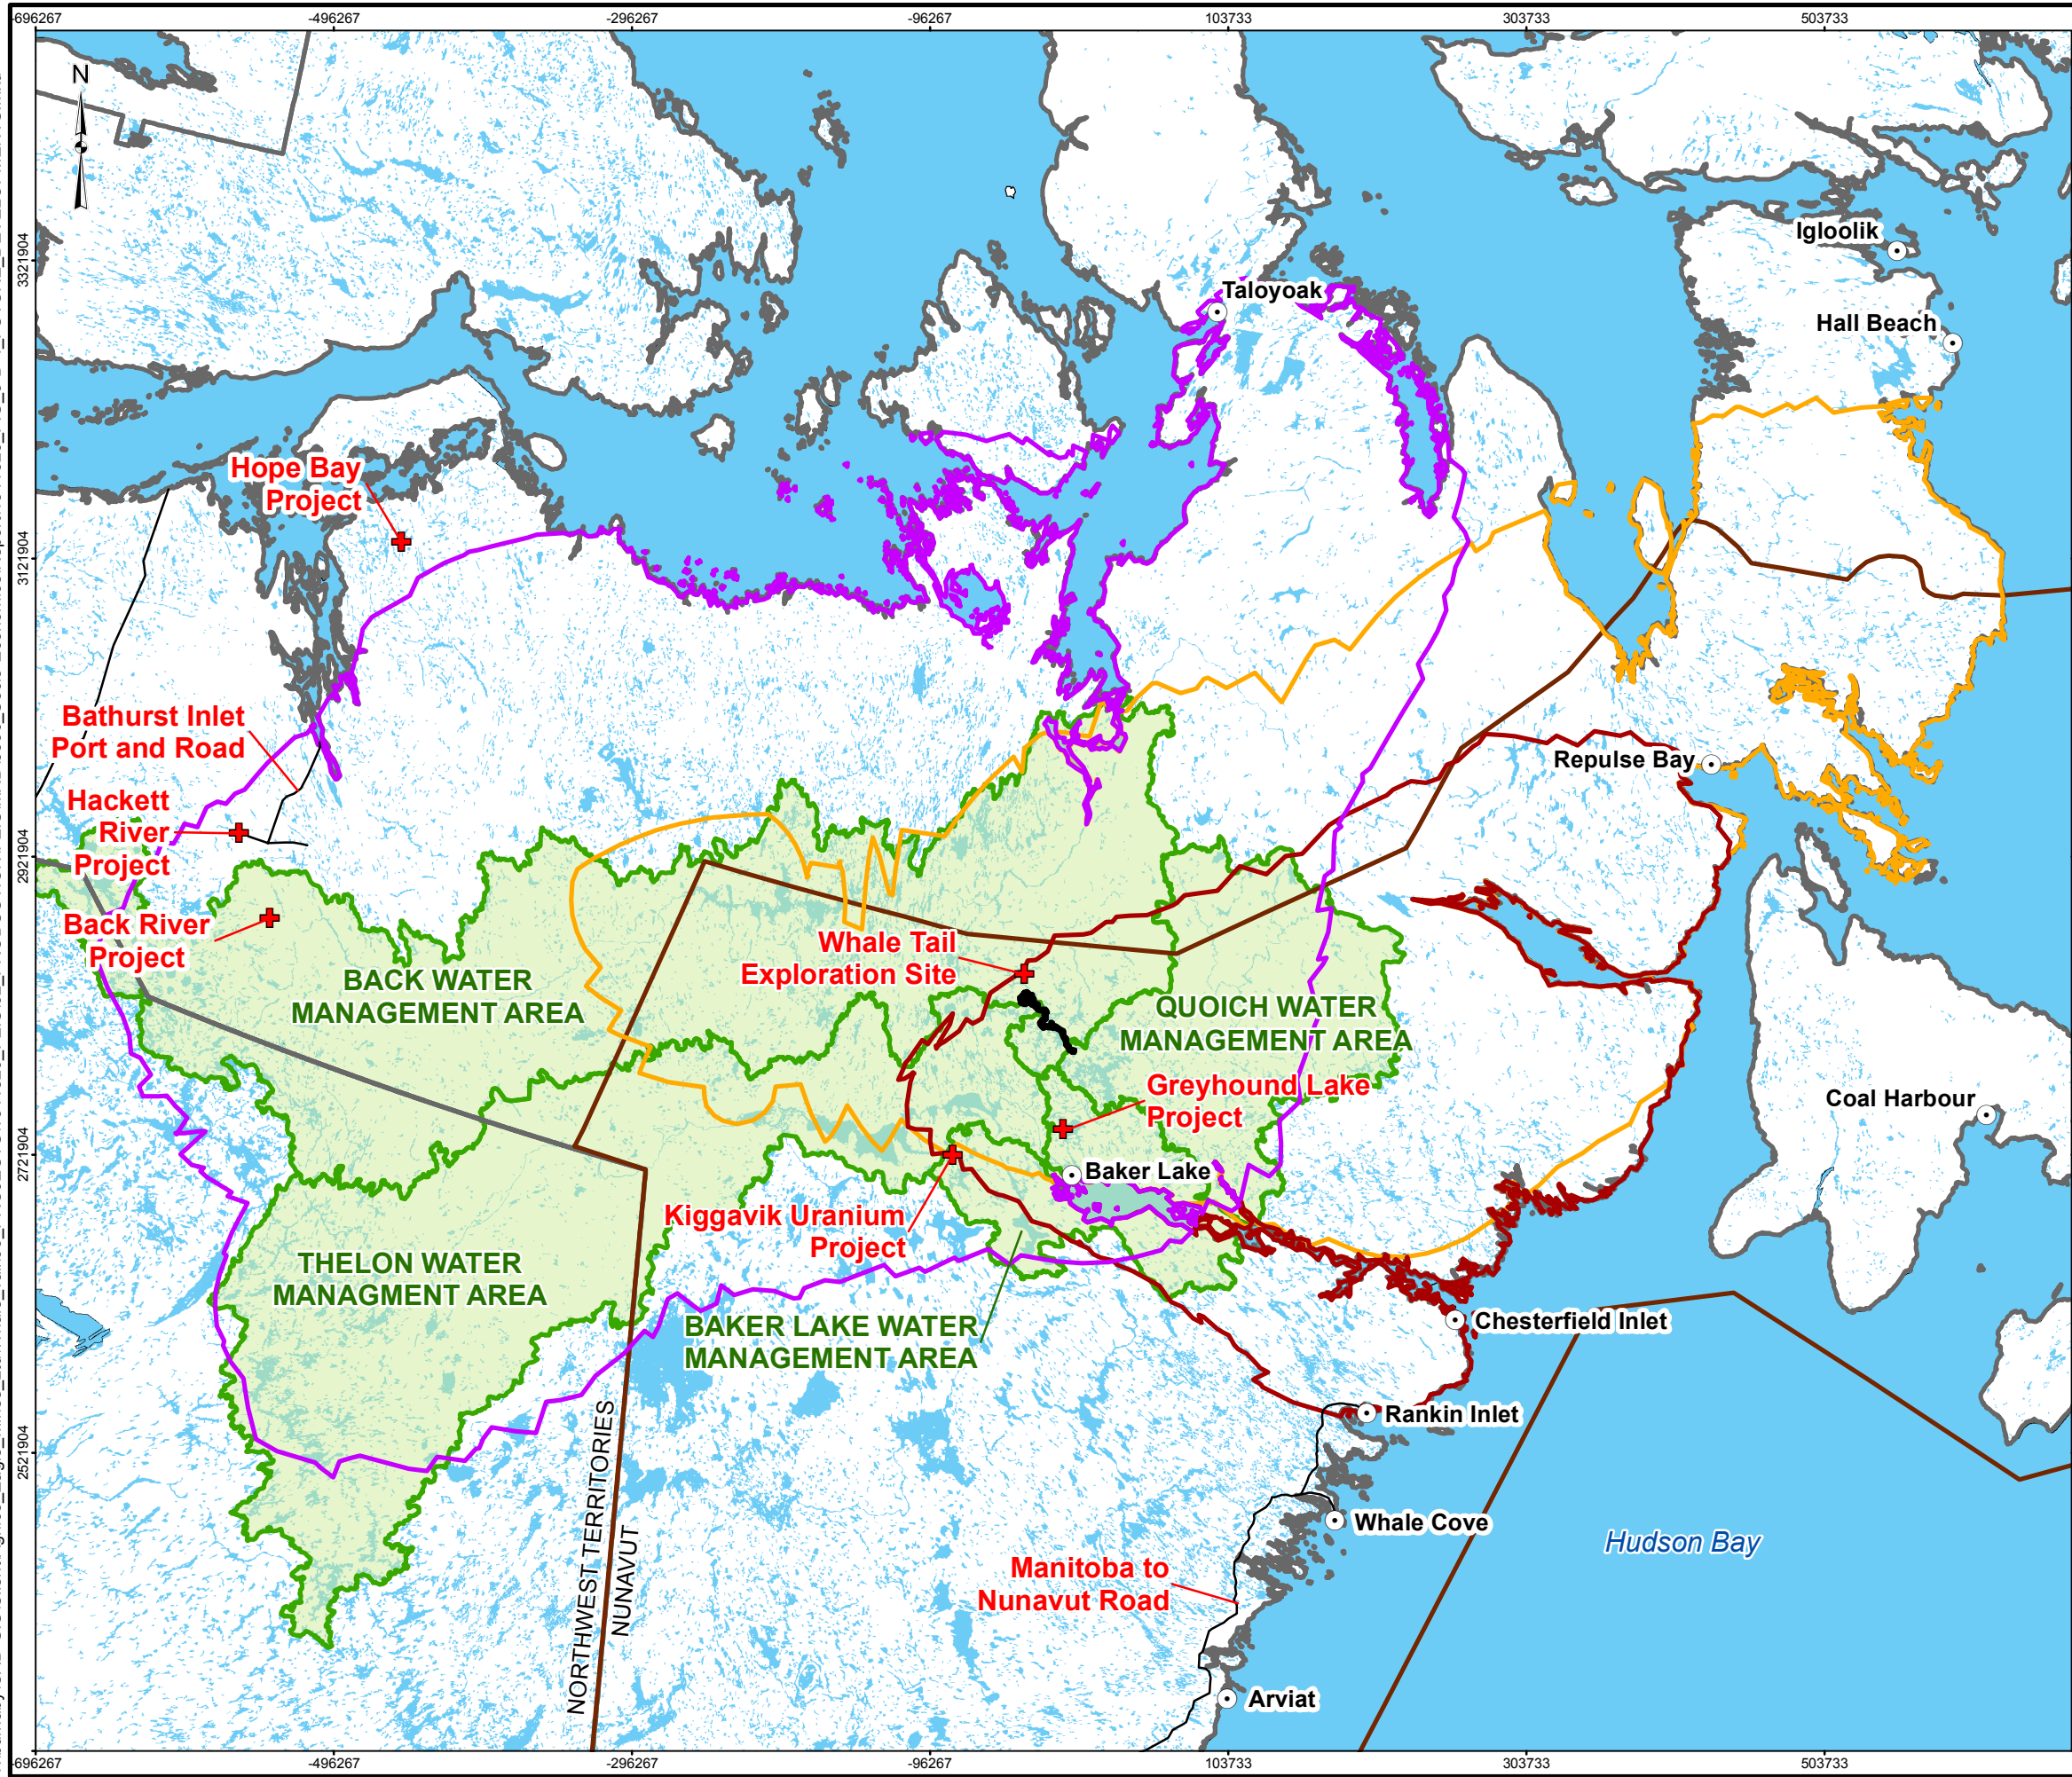 -696267 -496267 -296267 -96267 103733 303733 503733
N
3321904
Igloolik
Taloyoak
Hall Beach
Hope Bay
Project
3121904
Bathurst Inlet
Port and Road
Repulse Bay
Hackett
River
Project
2921904
Back River
Project
Whale Tail
Exploration Site
BACK WATER
MANAGEMENT AREA
QUOICH WATER
MANAGEMENT AREA
Greyhound Lake
Project
Coal Harbour
2721904
Baker Lake
Kiggavik Uranium
Project
THELON WATER
MANAGMENT AREA
BAKER LAKE WATER
MANAGEMENT AREA
Chesterfield Inlet
Rankin Inlet
2521904
NORTHWEST TERRITORIES
NUNAVUT
Whale Cove
Hudson Bay
Manitoba to
Nunavut Road
Arviat
-696267 -496267 -296267 -96267 103733 303733 503733